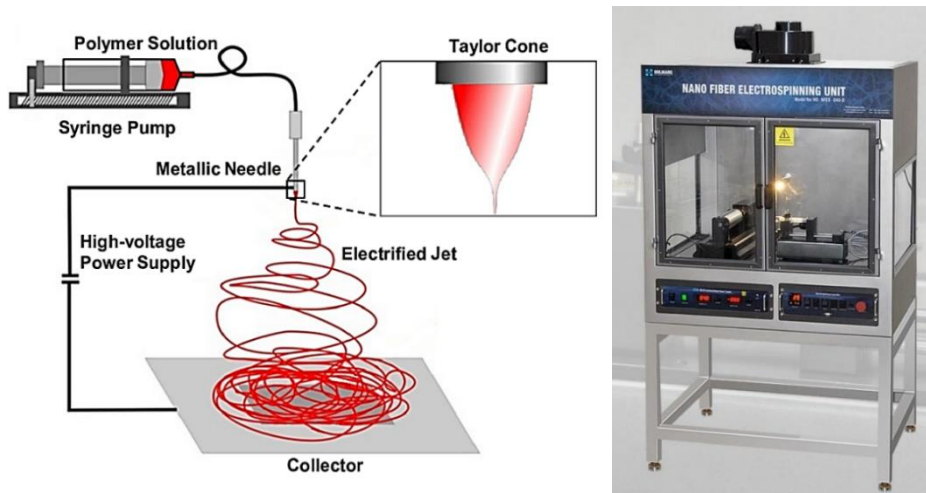 Polymer Solution
Syringe Pump
Metallic Needle
High-voltage
Power Supply
Taylor Cone
Electrified Jet
Collector
NANO FIBER ELECTROSPINNING UNIT